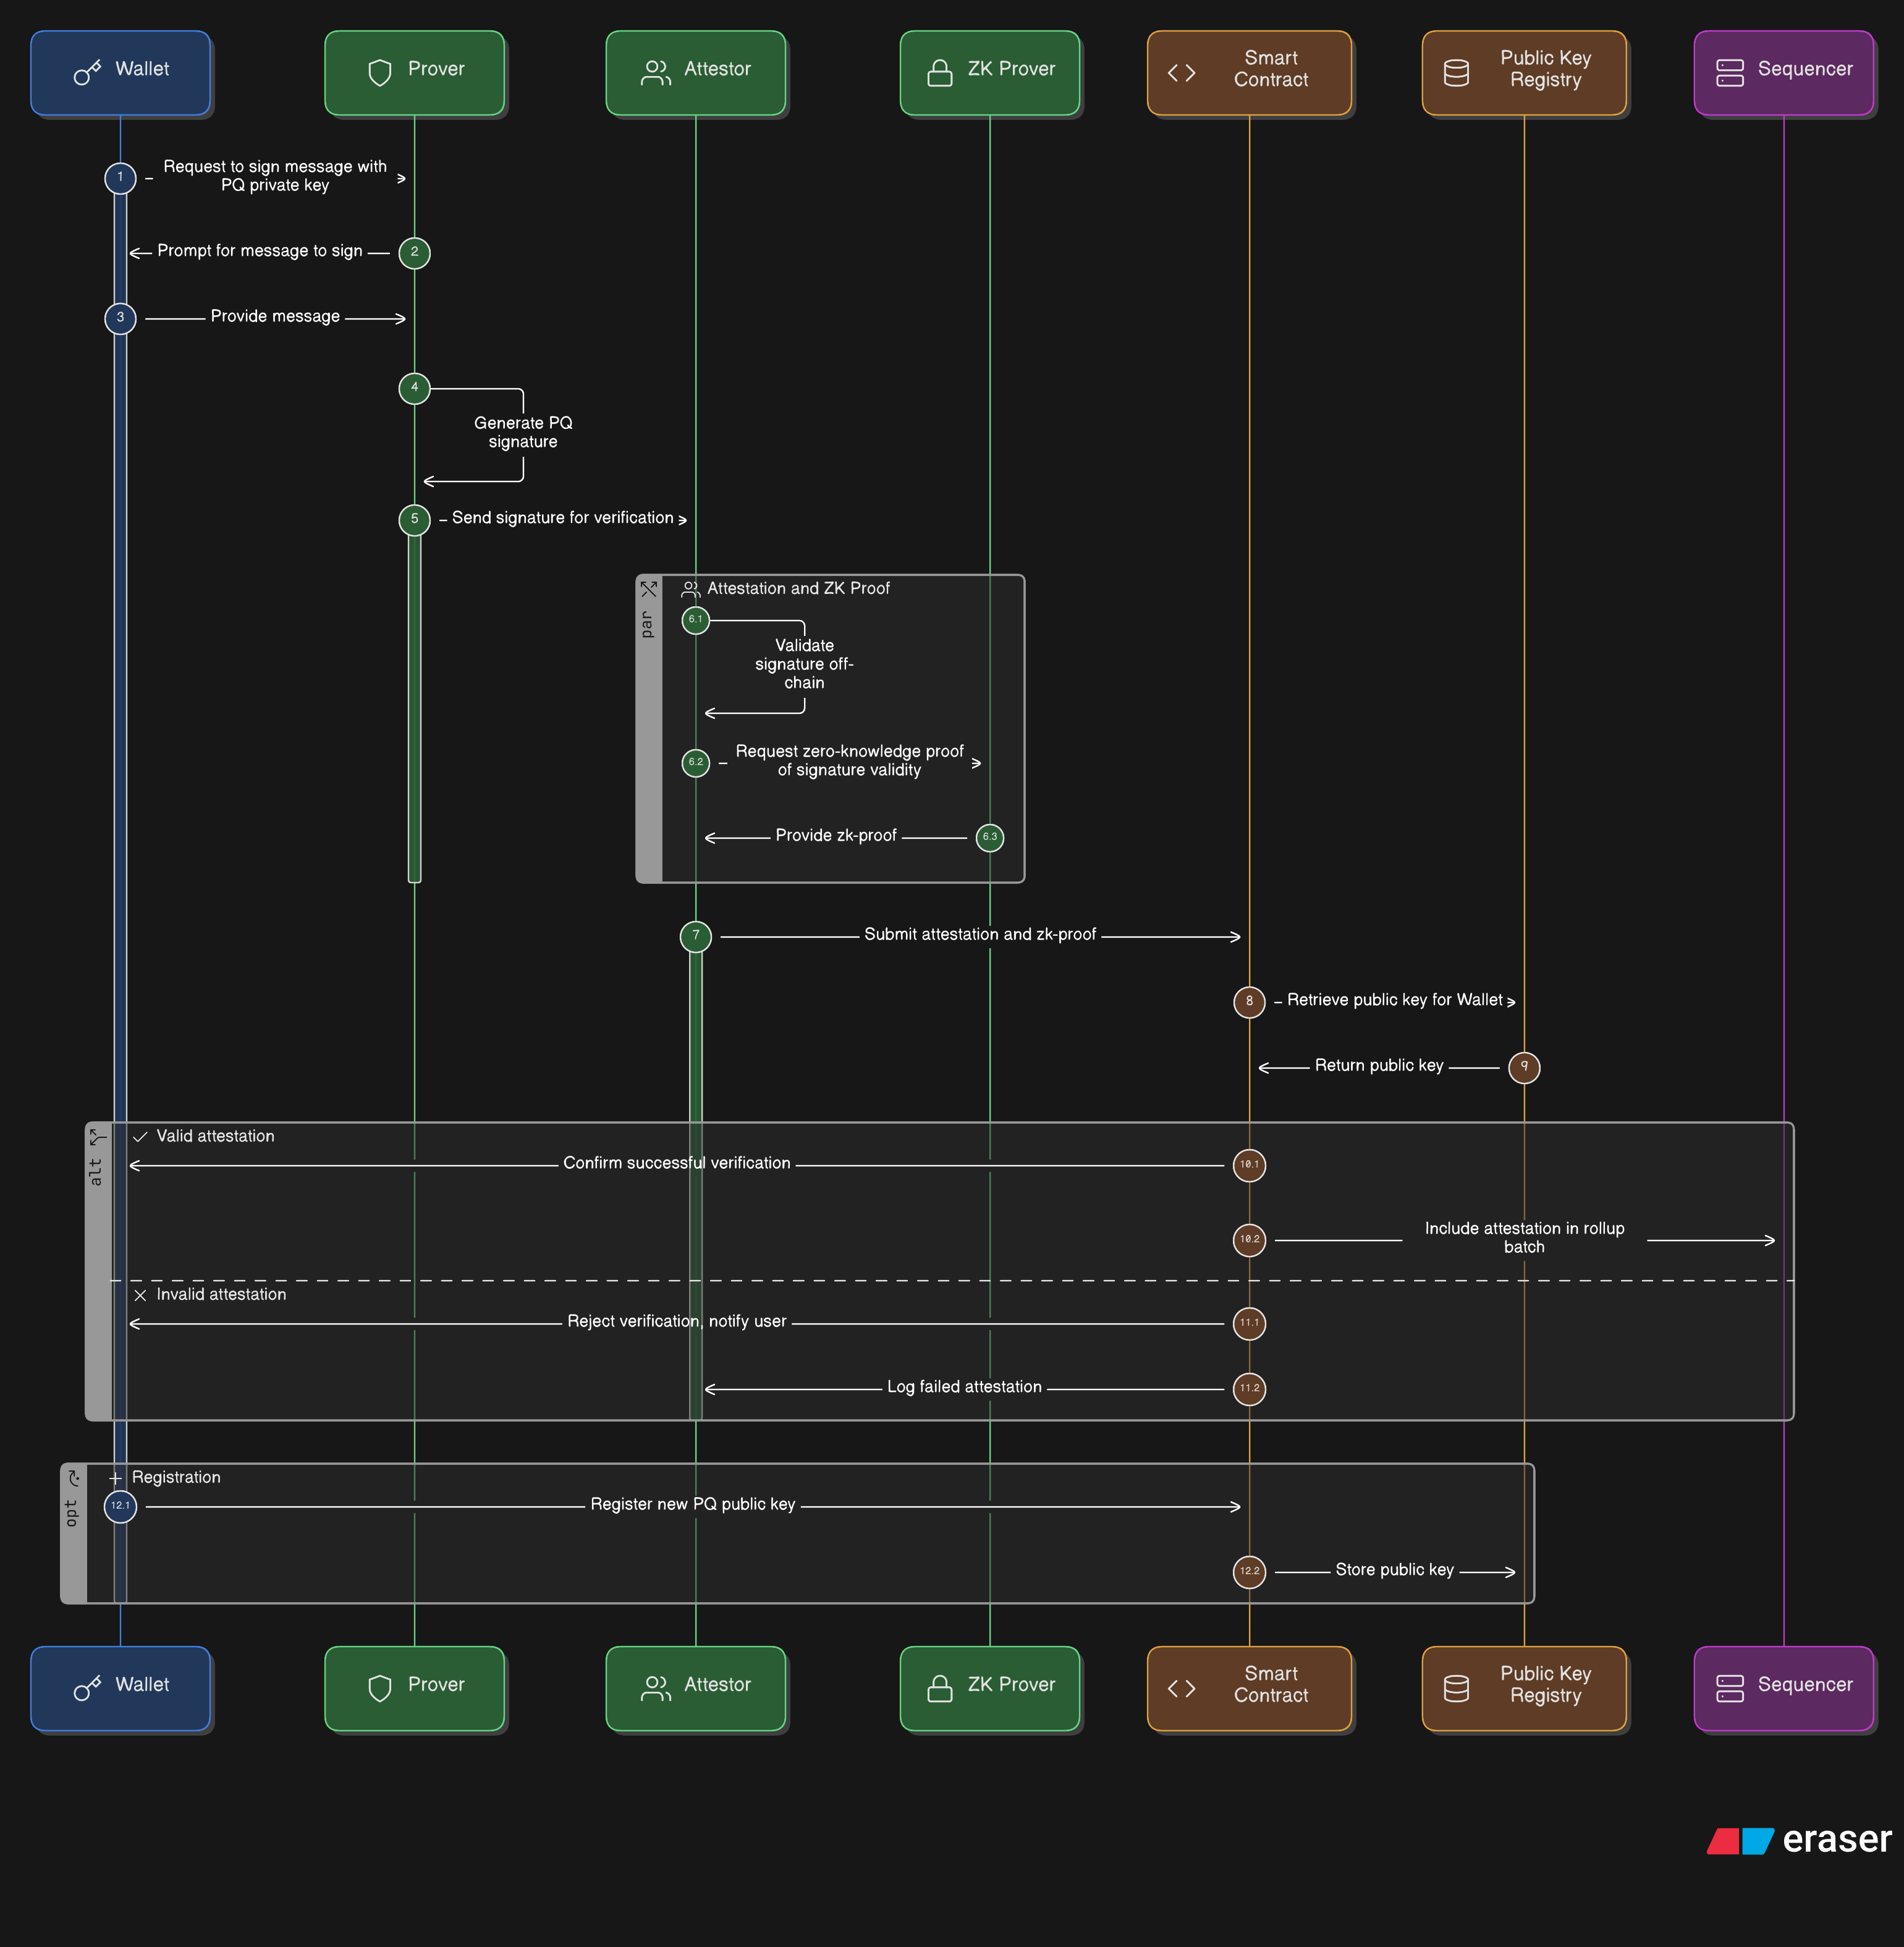 Wallet
Prover
Attestor
ZK Prover
Smart
Contract
Public Key
Registry
Sequencer
1
Request to sign message with
PQ private key
Prompt for message to sign
2
3
Provide message
4
Generate PQ
signature
5
Send signature for verification
par
Attestation and ZK Proof
6.1
Validate
signature off-
chain
6.2
Request zero-knowledge proof
of signature validity
Provide zk-proof
6.3
7
Submit attestation and zk-proof
8
Retrieve public key for Wallet
Return public key
9
alt
Valid attestation
Confirm successful verification
10.1
10.2
Include attestation in rollup
batch
Invalid attestation
Reject verification, notify user
11.1
Log failed attestation
11.2
opt
Registration
12.1
Register new PQ public key
12.2
Store public key
Wallet
Prover
Attestor
ZK Prover
Smart
Contract
Public Key
Registry
Sequencer
eraser